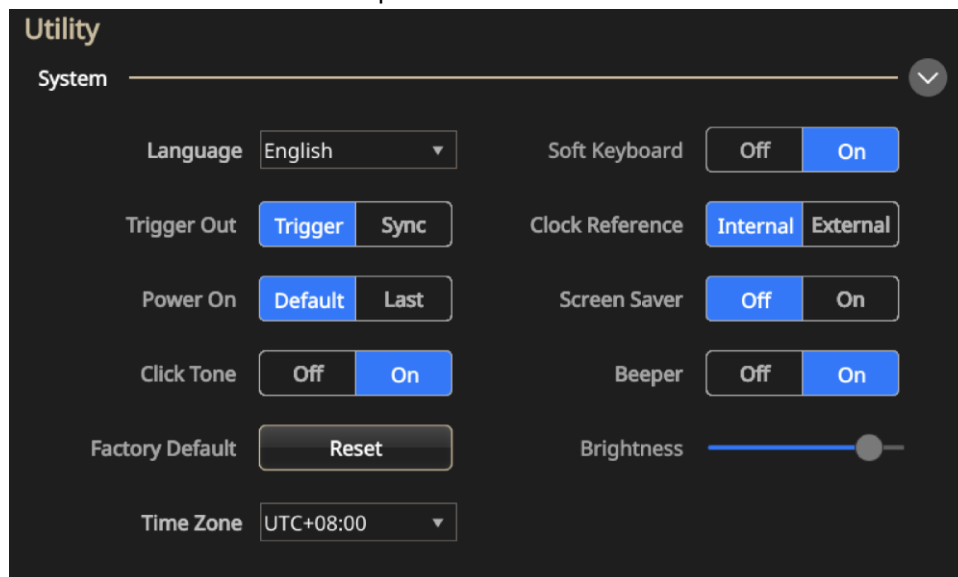 Utility
System
Language English Soft Keyboard Off On
Trigger Out Trigger Sync Clock Reference Internal External
Power On Default Last Screen Saver Off On
Click Tone Off On Beeper Off On
Factory Default Reset Brightness
Time Zone UTC+08:00